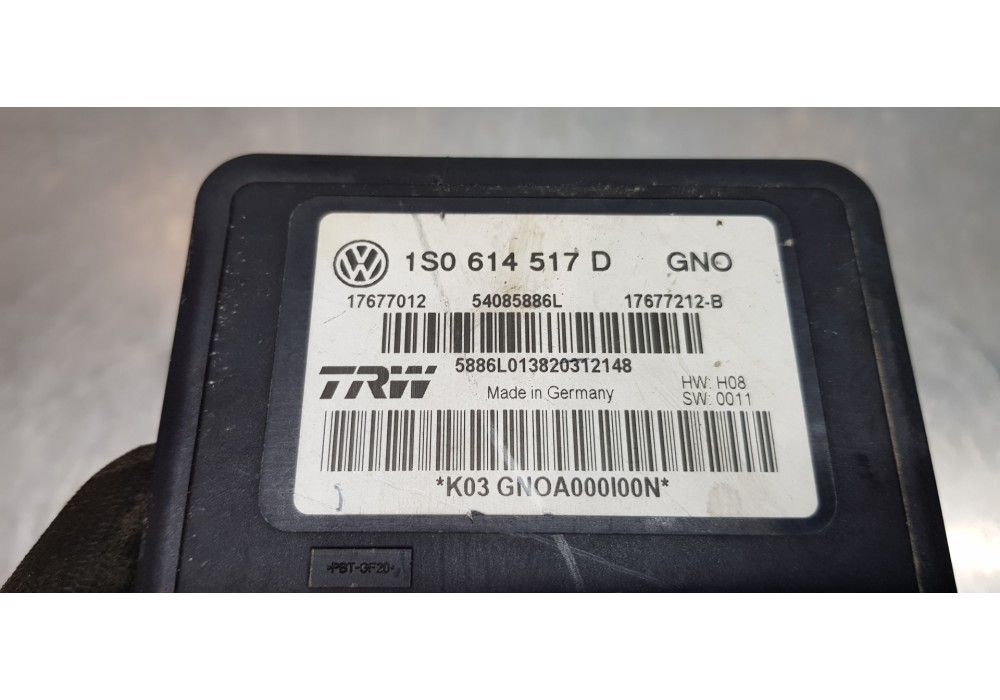 1S0 614 517 D GNO
17677012 54085886L 17677212-B
5886L013820312148
TRW Made in Germany HW: H08
SW: 0011
*K03 GNOA000I00N*
>PBT-GF20<